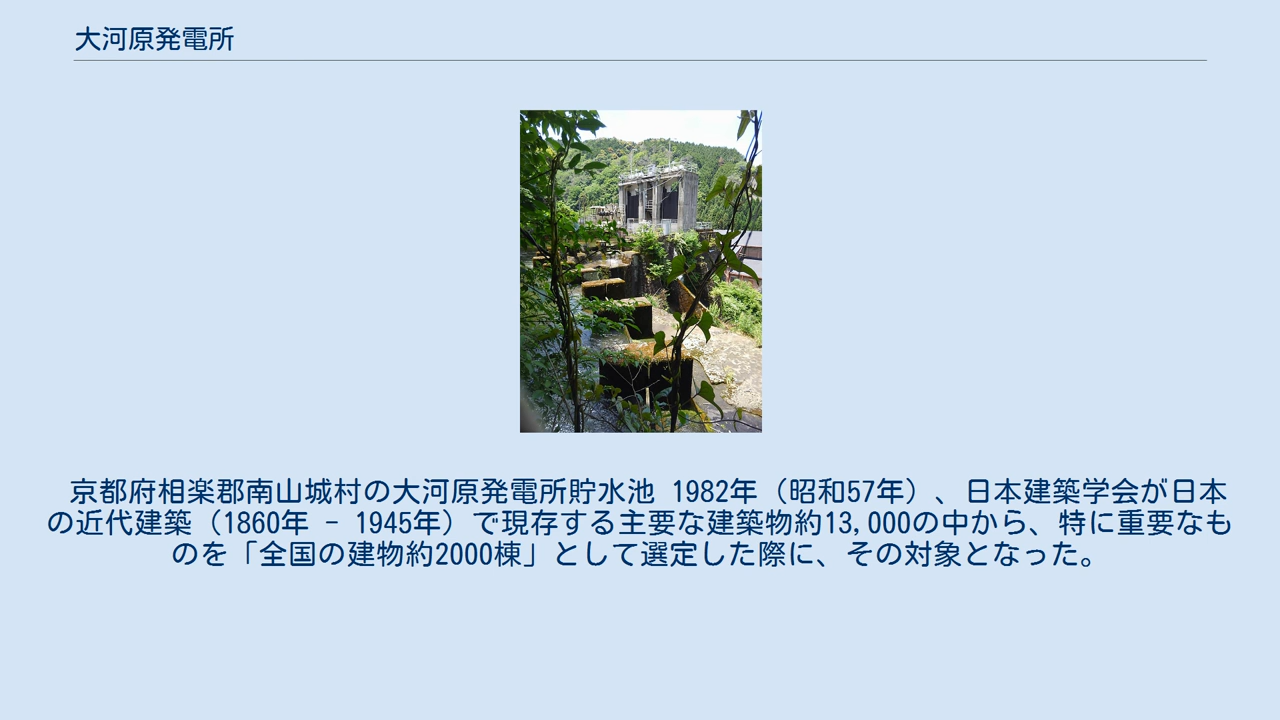 大河原発電所
京都府相楽郡南山城村の大河原発電所貯水池 1982年（昭和57年）、日本建築学会が日本
の近代建築（1860年 - 1945年）で現存する主要な建築物約13,000の中から、特に重要なも
のを「全国の建物約2000棟」として選定した際に、その対象となった。